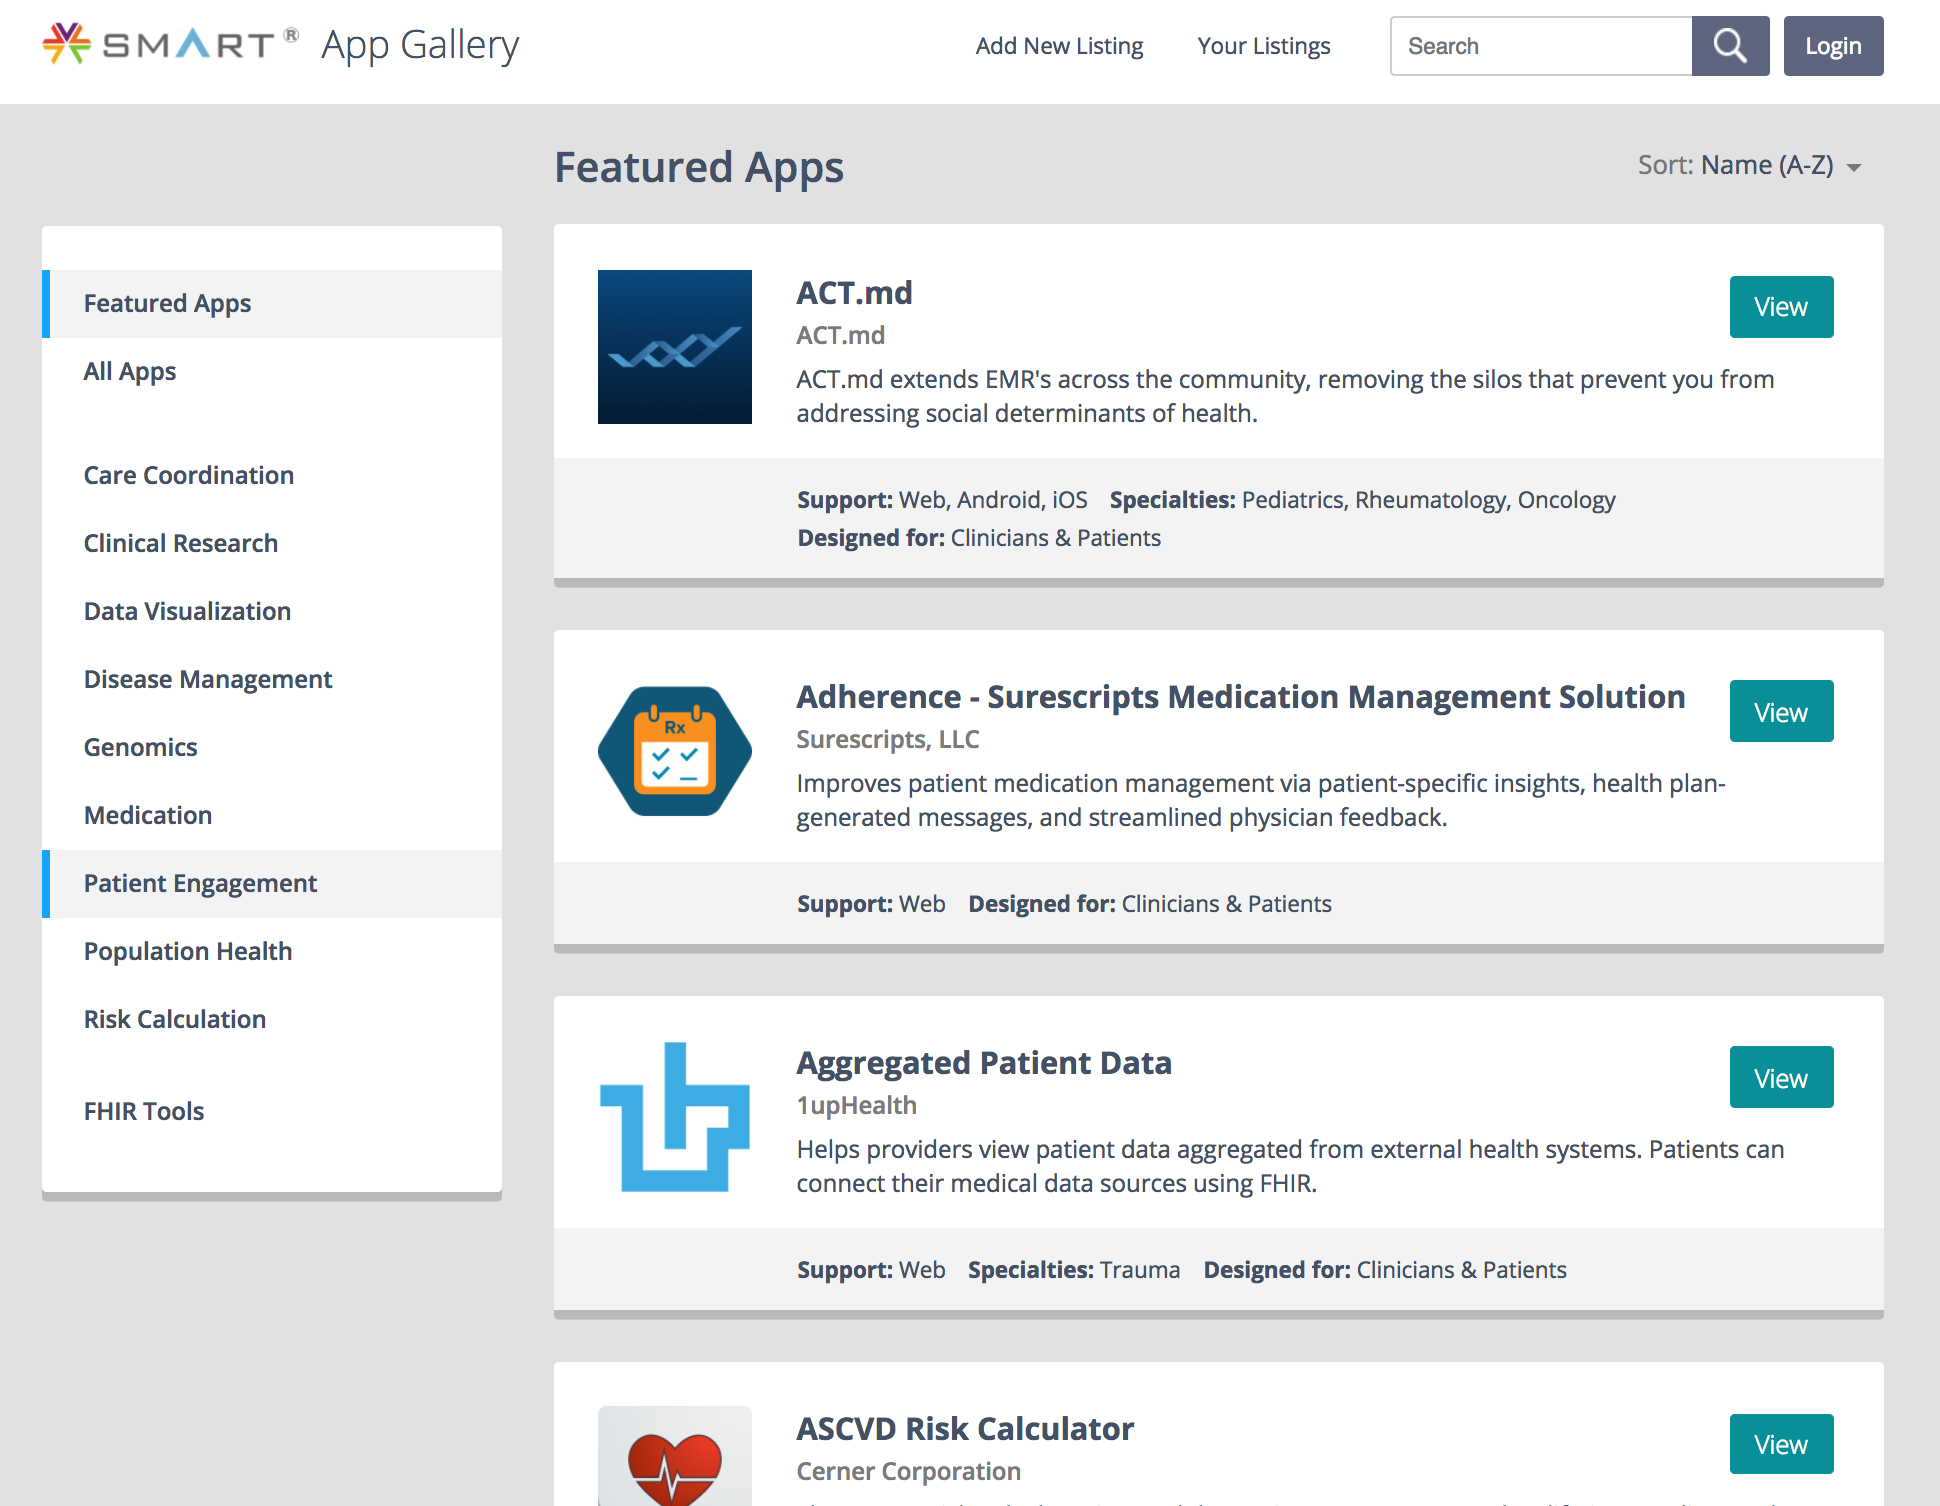 SMART® App Gallery
Add New Listing
Your Listings
Search
Login
Featured Apps
Sort: Name (A-Z)
Featured Apps
All Apps
Care Coordination
Clinical Research
Data Visualization
Disease Management
Genomics
Medication
Patient Engagement
Population Health
Risk Calculation
FHIR Tools
ACT.md
View
ACT.md
ACT.md extends EMR's across the community, removing the silos that prevent you from
addressing social determinants of health.
Support: Web, Android, iOS Specialties: Pediatrics, Rheumatology, Oncology
Designed for: Clinicians & Patients
Rx
Adherence - Surescripts Medication Management Solution
View
Surescripts, LLC
Improves patient medication management via patient-specific insights, health plan-
generated messages, and streamlined physician feedback.
Support: Web Designed for: Clinicians & Patients
Aggregated Patient Data
View
1upHealth
Helps providers view patient data aggregated from external health systems. Patients can
connect their medical data sources using FHIR.
Support: Web Specialties: Trauma Designed for: Clinicians & Patients
ASCVD Risk Calculator
View
Cerner Corporation